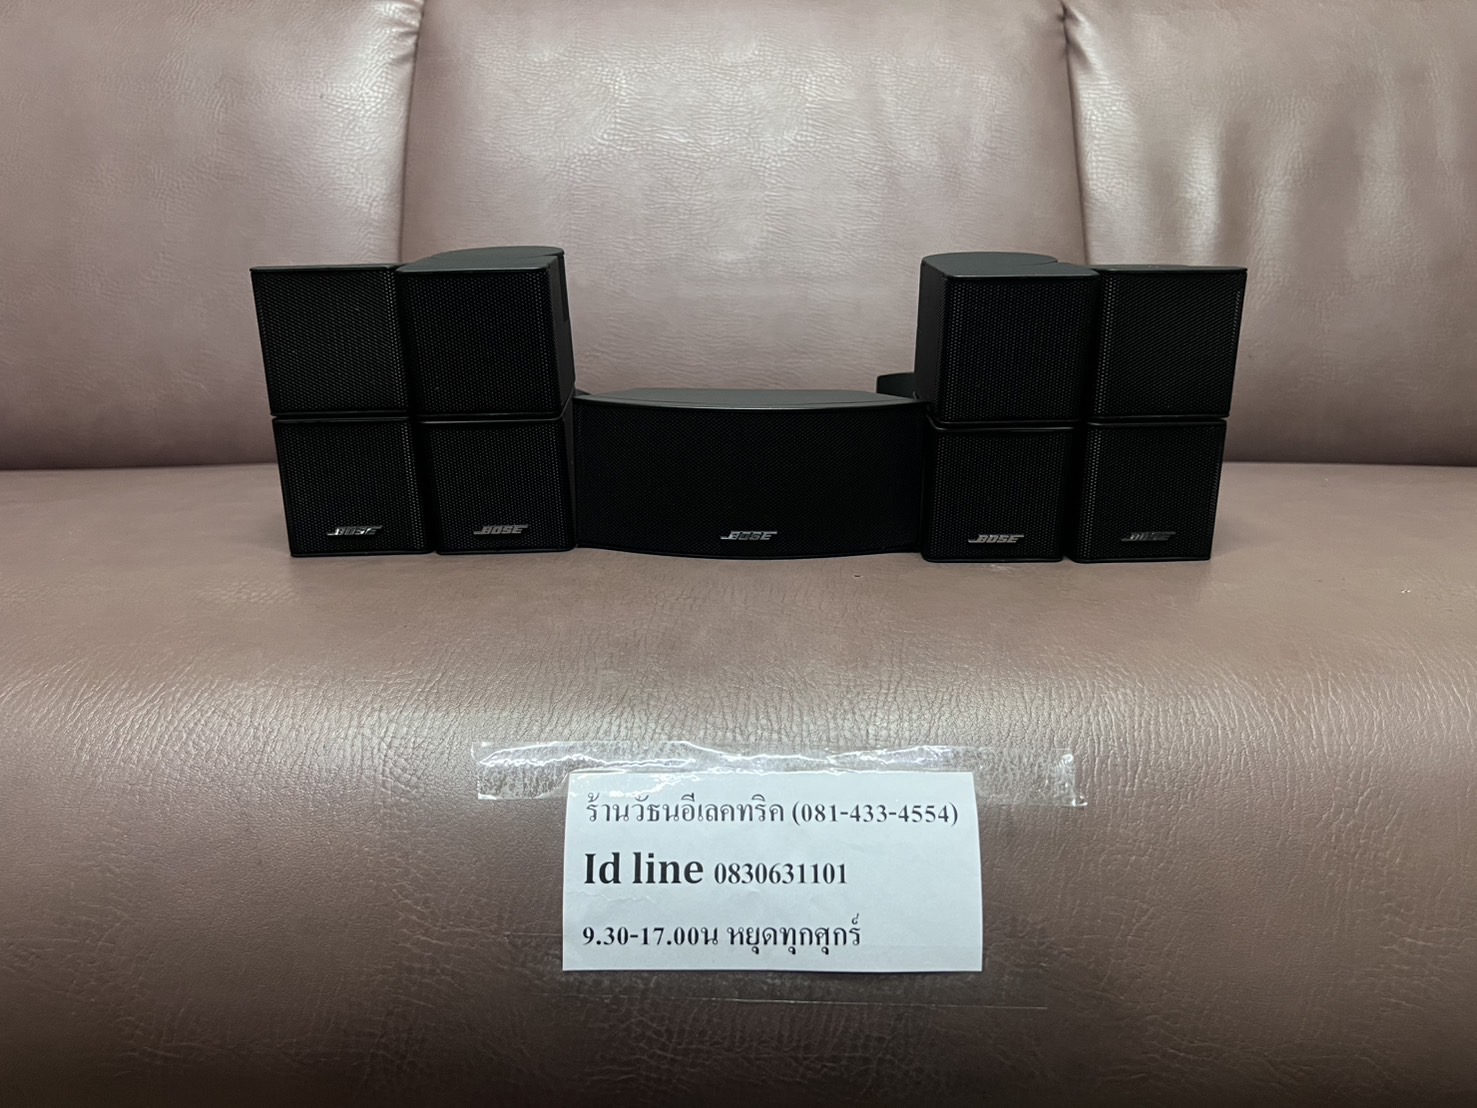 BOSE BOSE BOSE BOSE BOSE
ร้านวัธนอีเลคทริค (081-433-4554)
Id line 0830631101
9.30-17.00น หยุดทุกศุกร์